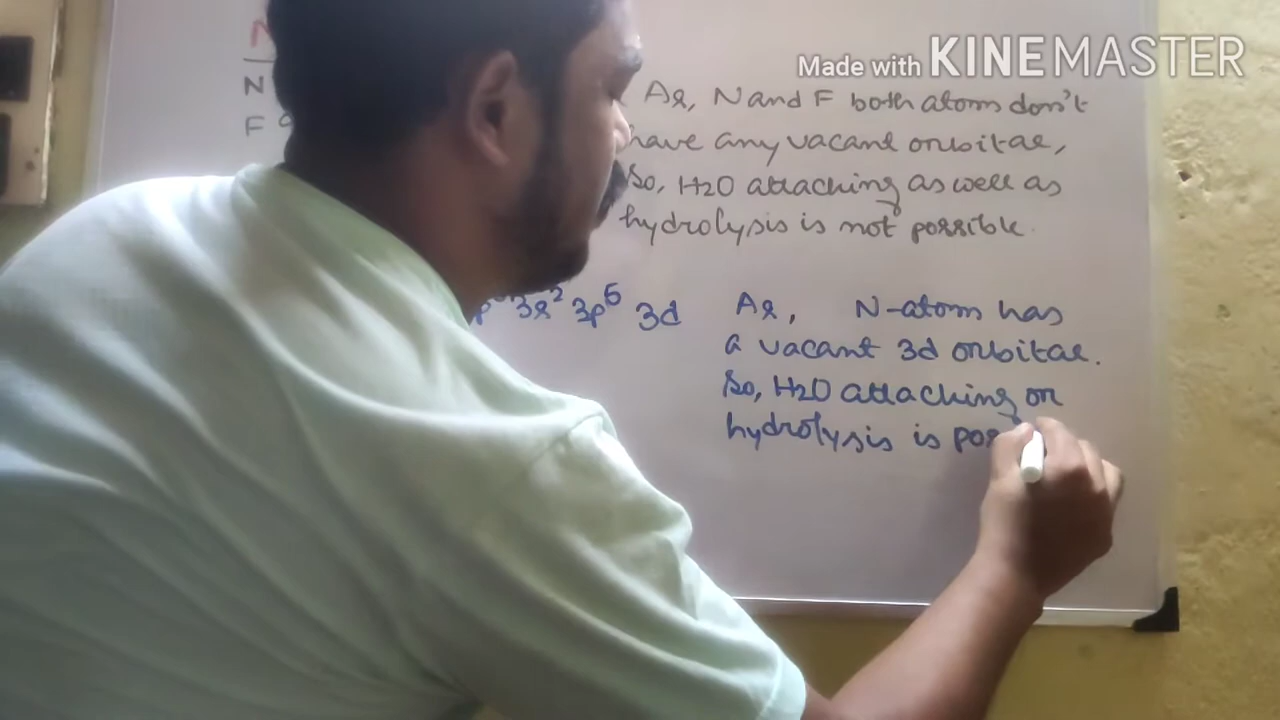 Made with KINEMASTER
N
N
F
As, N and F both atoms don't
have any vacant orbital,
So, H2O attaching as well as
hydrolysis is not possible.
3s² 3p⁵ 3d
As, N-atom has
a vacant 3d orbital.
So, H2O attaching or
hydrolysis is pos